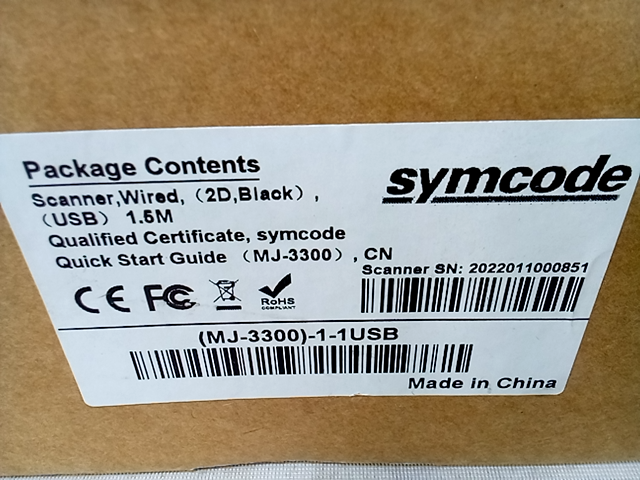 Package Contents
symcode
Scanner,Wired,（2D,Black）,
（USB） 1.5M
Qualified Certificate, symcode
Quick Start Guide （MJ-3300）, CN
Scanner SN: 2022011000851
CE FC RoHS
COMPLIANT
(MJ-3300)-1-1USB
Made in China